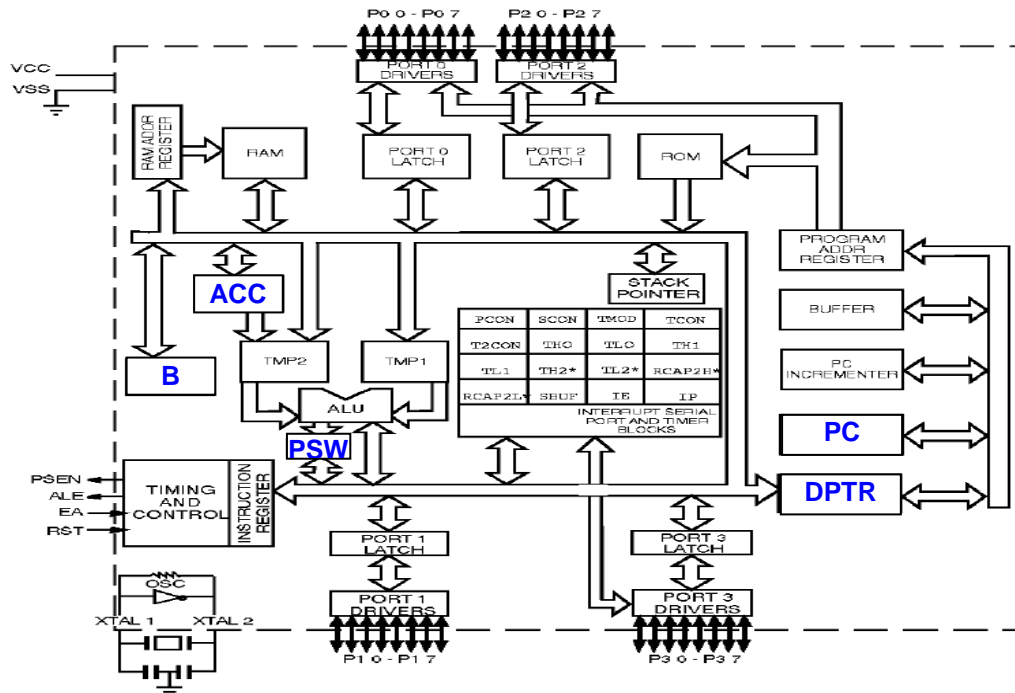 P0 0 - P0 7
P2 0 - P2 7
PORT 0
DRIVERS
PORT 2
DRIVERS
VCC
VSS
RAM ADDR
REGISTER
RAM
PORT 0
LATCH
PORT 2
LATCH
ROM
PROGRAM
ADDR
REGISTER
STACK
POINTER
ACC
BUFFER
PCON
SCON
TMOD
TCON
T2CON
TH0
TL0
TH1
TL1
TH2*
TL2*
RCAP2H*
RCAP2L*
SBUF
IE
IP
INTERRUPT SERIAL
PORT AND TIMER
BLOCKS
TMP2
TMP1
B
ALU
PC
INCREMENTER
PC
PSW
PSEN
ALE
EA
RST
TIMING
AND
CONTROL
INSTRUCTION
REGISTER
DPTR
PORT 1
LATCH
PORT 3
LATCH
OSC
XTAL 1
XTAL 2
PORT 1
DRIVERS
PORT 3
DRIVERS
P1 0 - P1 7
P3 0 - P3 7